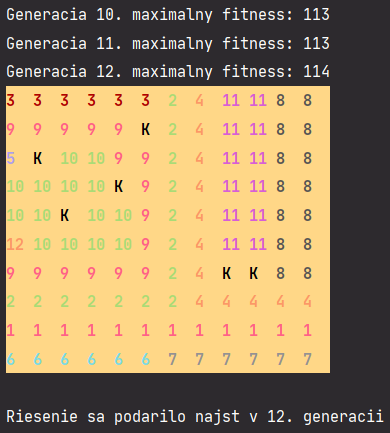 Generacia 10. maximalny fitness: 113
Generacia 11. maximalny fitness: 113
Generacia 12. maximalny fitness: 114
3 3 3 3 3 3 2 4 11 11 8 8
9 9 9 9 9 K 2 4 11 11 8 8
5 K 10 10 9 9 2 4 11 11 8 8
10 10 10 10 K 9 2 4 11 11 8 8
10 10 K 10 10 9 2 4 11 11 8 8
12 10 10 10 10 9 2 4 11 11 8 8
9 9 9 9 9 9 2 4 K K 8 8
2 2 2 2 2 2 2 4 4 4 4 4
1 1 1 1 1 1 1 1 1 1 1 1
6 6 6 6 6 6 7 7 7 7 7 7
Riesenie sa podarilo najst v 12. generacii